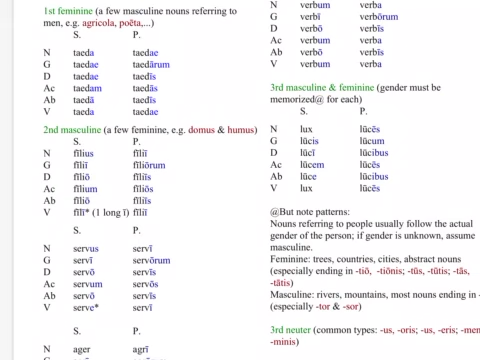 1st feminine (a few masculine nouns referring to
men, e.g. agricola, poēta,...)
S. P.
N taeda taedae
G taedae taedārum
D taedae taedīs
Ac taedam taedās
Ab taedā taedīs
V taeda taedae
2nd masculine (a few feminine, e.g. domus & humus)
S. P.
N fīlius fīliī
G fīliī fīliōrum
D fīliō fīliīs
Ac fīlium fīliōs
Ab fīliō fīliīs
V fīlī* (1 long ī) fīliī
S. P.
N servus servī
G servī servōrum
D servō servīs
Ac servum servōs
Ab servō servīs
V serve* servī
S. P.
N ager agrī
N verbum verba
G verbī verbōrum
D verbō verbīs
Ac verbum verba
Ab verbō verbīs
V verbum verba
3rd masculine & feminine (gender must be
memorized@ for each)
S. P.
N lux lūcēs
G lūcis lūcum
D lūcī lūcibus
Ac lūcem lūcēs
Ab lūce lūcibus
V lux lūcēs
@But note patterns:
Nouns referring to people usually follow the actual
gender of the person; if gender is unknown, assume
masculine.
Feminine: trees, countries, cities, abstract nouns
(especially ending in -tiō, -tiōnis; -tūs, -tūtis; -tās,
-tātis)
Masculine: rivers, mountains, most nouns ending in -
(especially -tor & -sor)
3rd neuter (common types: -us, -oris; -us, -eris; -men
-minis)